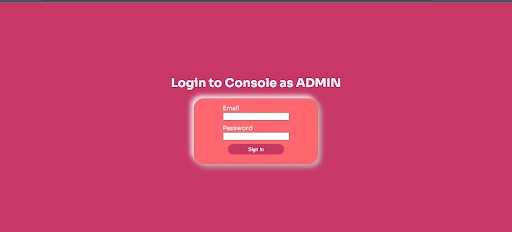 Login to Console as ADMIN
Email
Password
Sign In